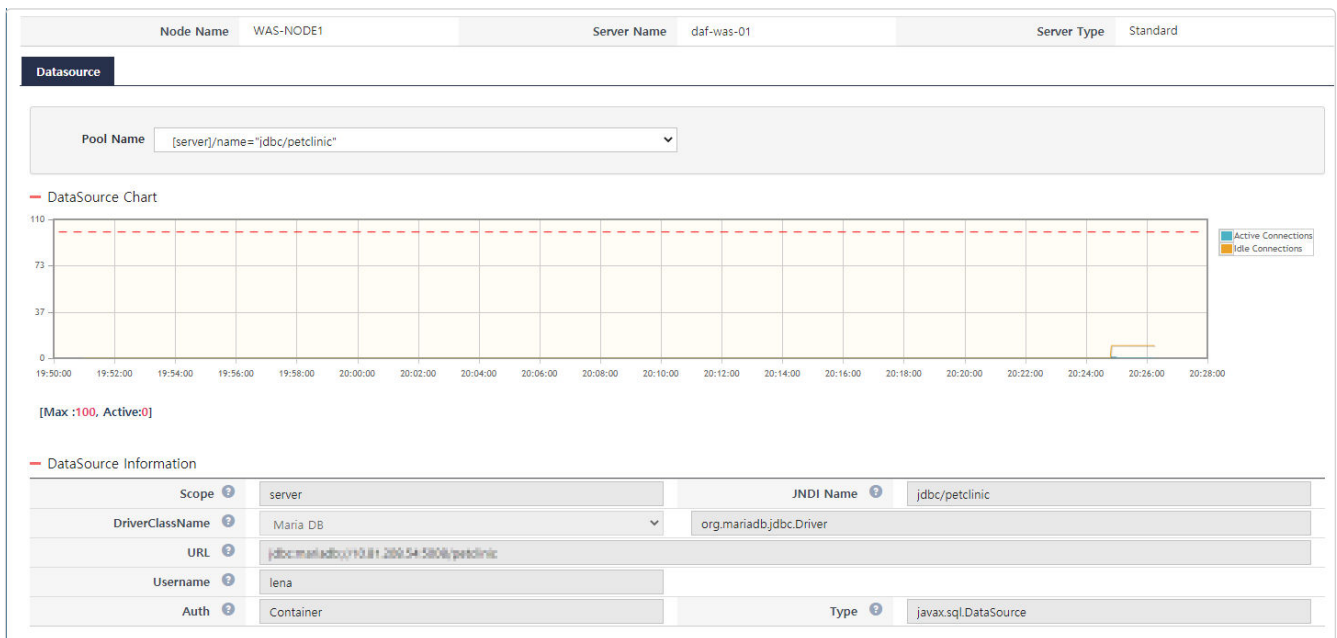 Node Name WAS-NODE1 Server Name daf-was-01 Server Type Standard
Datasource
Pool Name [server]/name="jdbc/petclinic"
DataSource Chart
110
73
37
0
Active Connections
Idle Connections
19:50:00 19:52:00 19:54:00 19:56:00 19:58:00 20:00:00 20:02:00 20:04:00 20:06:00 20:08:00 20:10:00 20:12:00 20:14:00 20:16:00 20:18:00 20:20:00 20:22:00 20:24:00 20:26:00 20:28:00
[Max :100, Active:0]
DataSource Information
Scope ? server JNDI Name ? jdbc/petclinic
DriverClassName ? Maria DB org.mariadb.jdbc.Driver
URL ?
Username ? lena
Auth ? Container Type ? javax.sql.DataSource